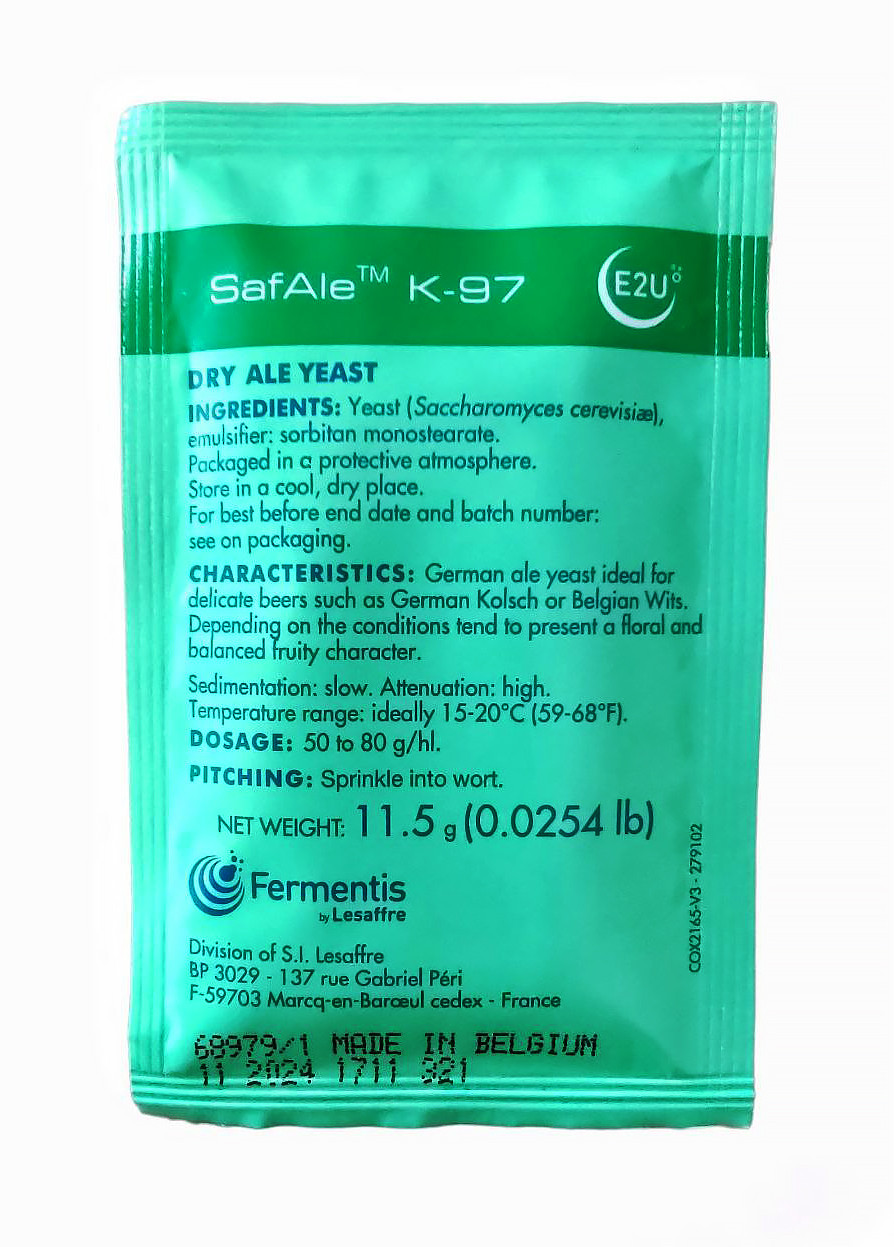 SafAle™ K-97
E2U
DRY ALE YEAST
INGREDIENTS: Yeast (Saccharomyces cerevisiæ),
emulsifier: sorbitan monostearate.
Packaged in a protective atmosphere.
Store in a cool, dry place.
For best before end date and batch number:
see on packaging.
CHARACTERISTICS: German ale yeast ideal for
delicate beers such as German Kolsch or Belgian Wits.
Depending on the conditions tend to present a floral and
balanced fruity character.
Sedimentation: slow. Attenuation: high.
Temperature range: ideally 15-20°C (59-68°F).
DOSAGE: 50 to 80 g/hl.
PITCHING: Sprinkle into wort.
NET WEIGHT: 11.5 g (0.0254 lb)
Fermentis
by Lesaffre
Division of S.I. Lesaffre
BP 3029 - 137 rue Gabriel Péri
F-59703 Marcq-en-Barœul cedex - France
COX2165-V3 - 279102
68979/1 MADE IN BELGIUM
11 2024 1711 321